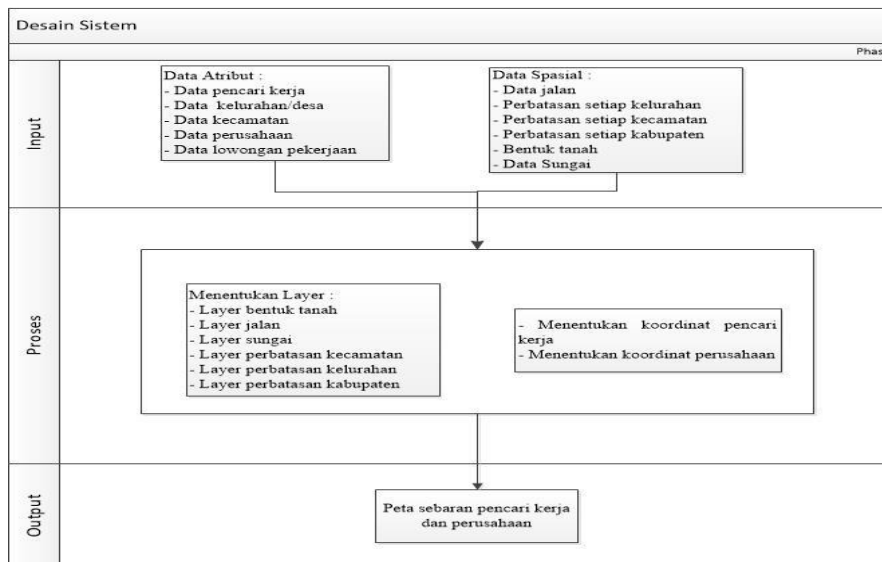 Desain Sistem
Phas
Input
Data Atribut :
- Data pencari kerja
- Data kelurahan/desa
- Data kecamatan
- Data perusahaan
- Data lowongan pekerjaan
Data Spasial :
- Data jalan
- Perbatasan setiap kelurahan
- Perbatasan setiap kecamatan
- Perbatasan setiap kabupaten
- Bentuk tanah
- Data Sungai
Proses
Menentukan Layer :
- Layer bentuk tanah
- Layer jalan
- Layer sungai
- Layer perbatasan kecamatan
- Layer perbatasan kelurahan
- Layer perbatasan kabupaten
- Menentukan koordinat pencari
kerja
- Menentukan koordinat perusahaan
Output
Peta sebaran pencari kerja
dan perusahaan